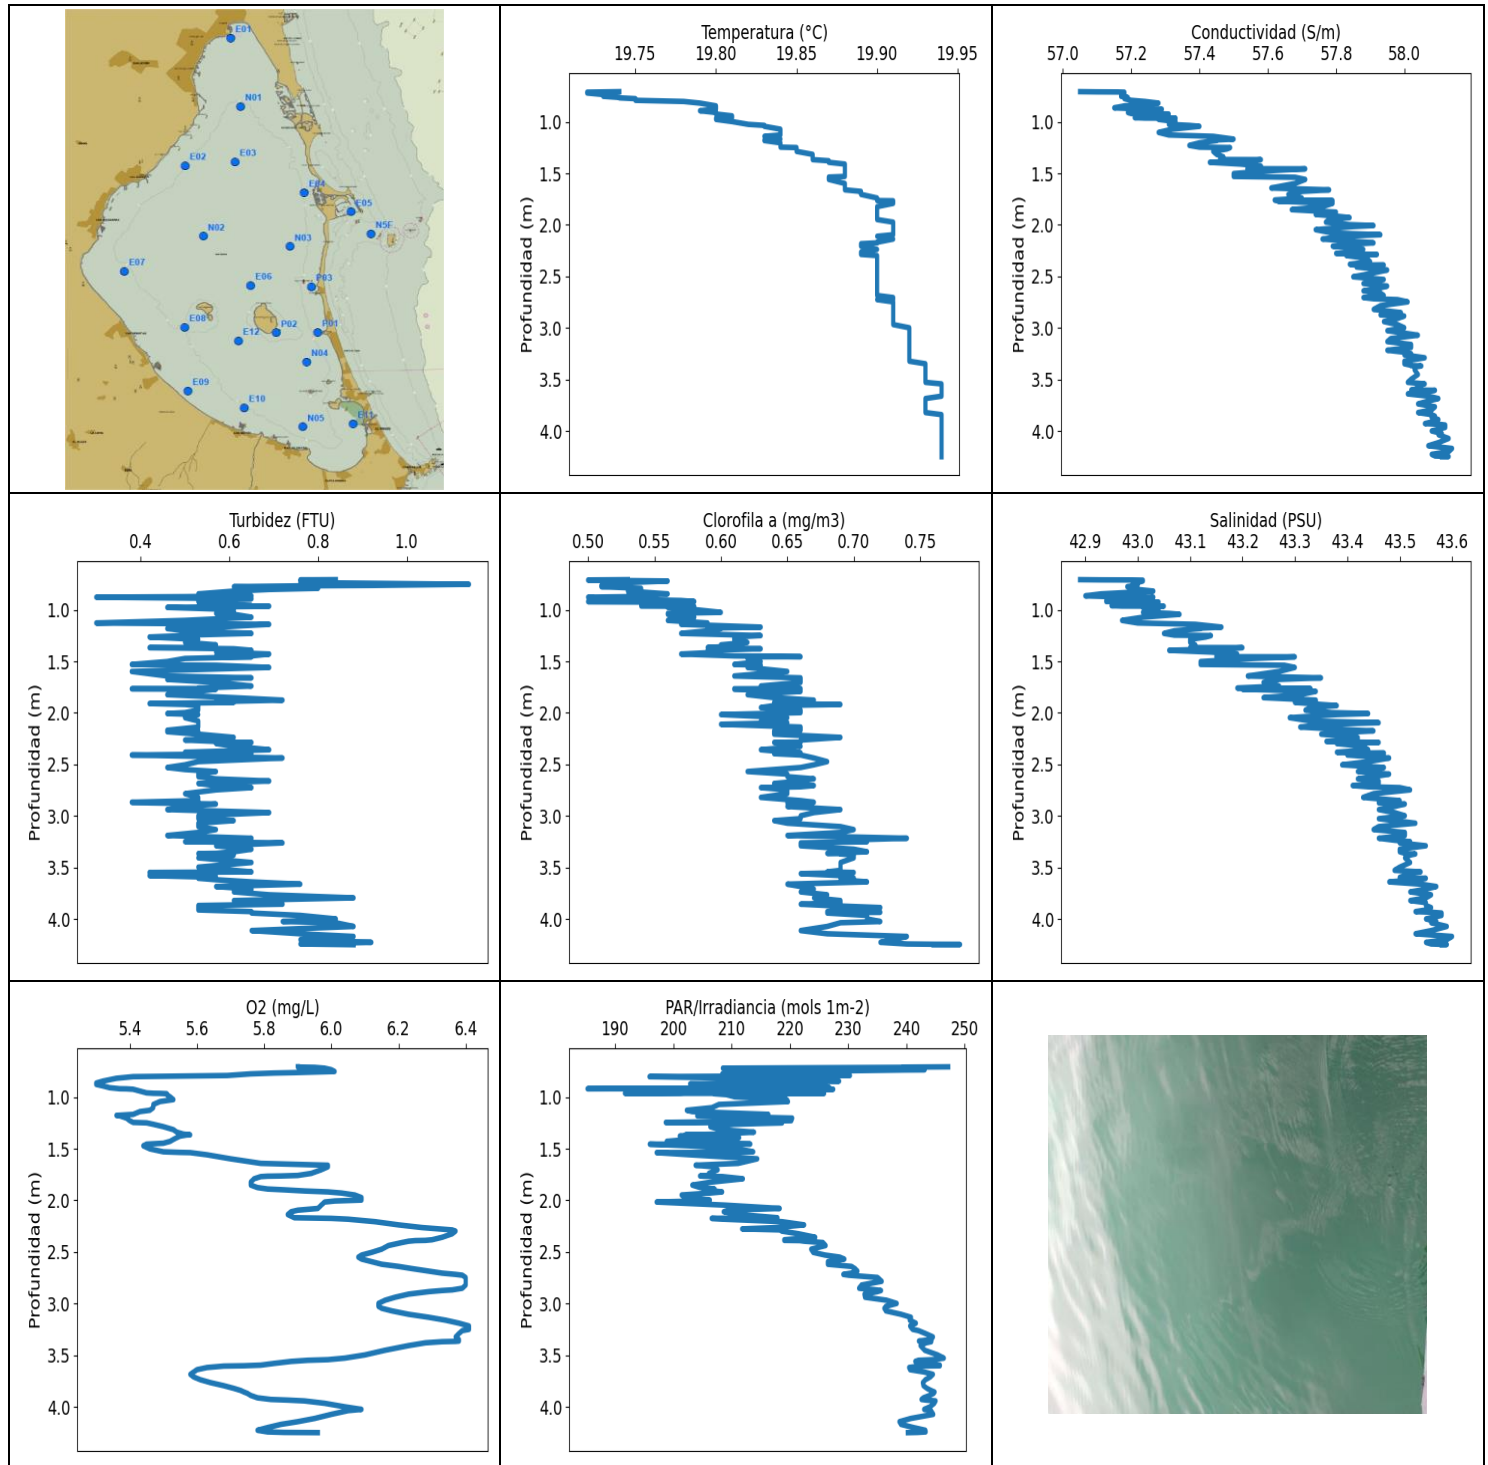 E01
N01
E02
E03
E04
E05
N5F
N02
N03
E07
E06
P03
E08
E12
P02
P01
N04
E09
E10
N05
E11
Temperatura (°C)
19.75 19.80 19.85 19.90 19.95
Profundidad (m)
1.0
1.5
2.0
2.5
3.0
3.5
4.0
Conductividad (S/m)
57.0 57.2 57.4 57.6 57.8 58.0
Profundidad (m)
1.0
1.5
2.0
2.5
3.0
3.5
4.0
Turbidez (FTU)
0.4 0.6 0.8 1.0
Profundidad (m)
1.0
1.5
2.0
2.5
3.0
3.5
4.0
Clorofila a (mg/m3)
0.50 0.55 0.60 0.65 0.70 0.75
Profundidad (m)
1.0
1.5
2.0
2.5
3.0
3.5
4.0
Salinidad (PSU)
42.9 43.0 43.1 43.2 43.3 43.4 43.5 43.6
Profundidad (m)
1.0
1.5
2.0
2.5
3.0
3.5
4.0
O2 (mg/L)
5.4 5.6 5.8 6.0 6.2 6.4
Profundidad (m)
1.0
1.5
2.0
2.5
3.0
3.5
4.0
PAR/Irradiancia (mols 1m-2)
190 200 210 220 230 240 250
Profundidad (m)
1.0
1.5
2.0
2.5
3.0
3.5
4.0